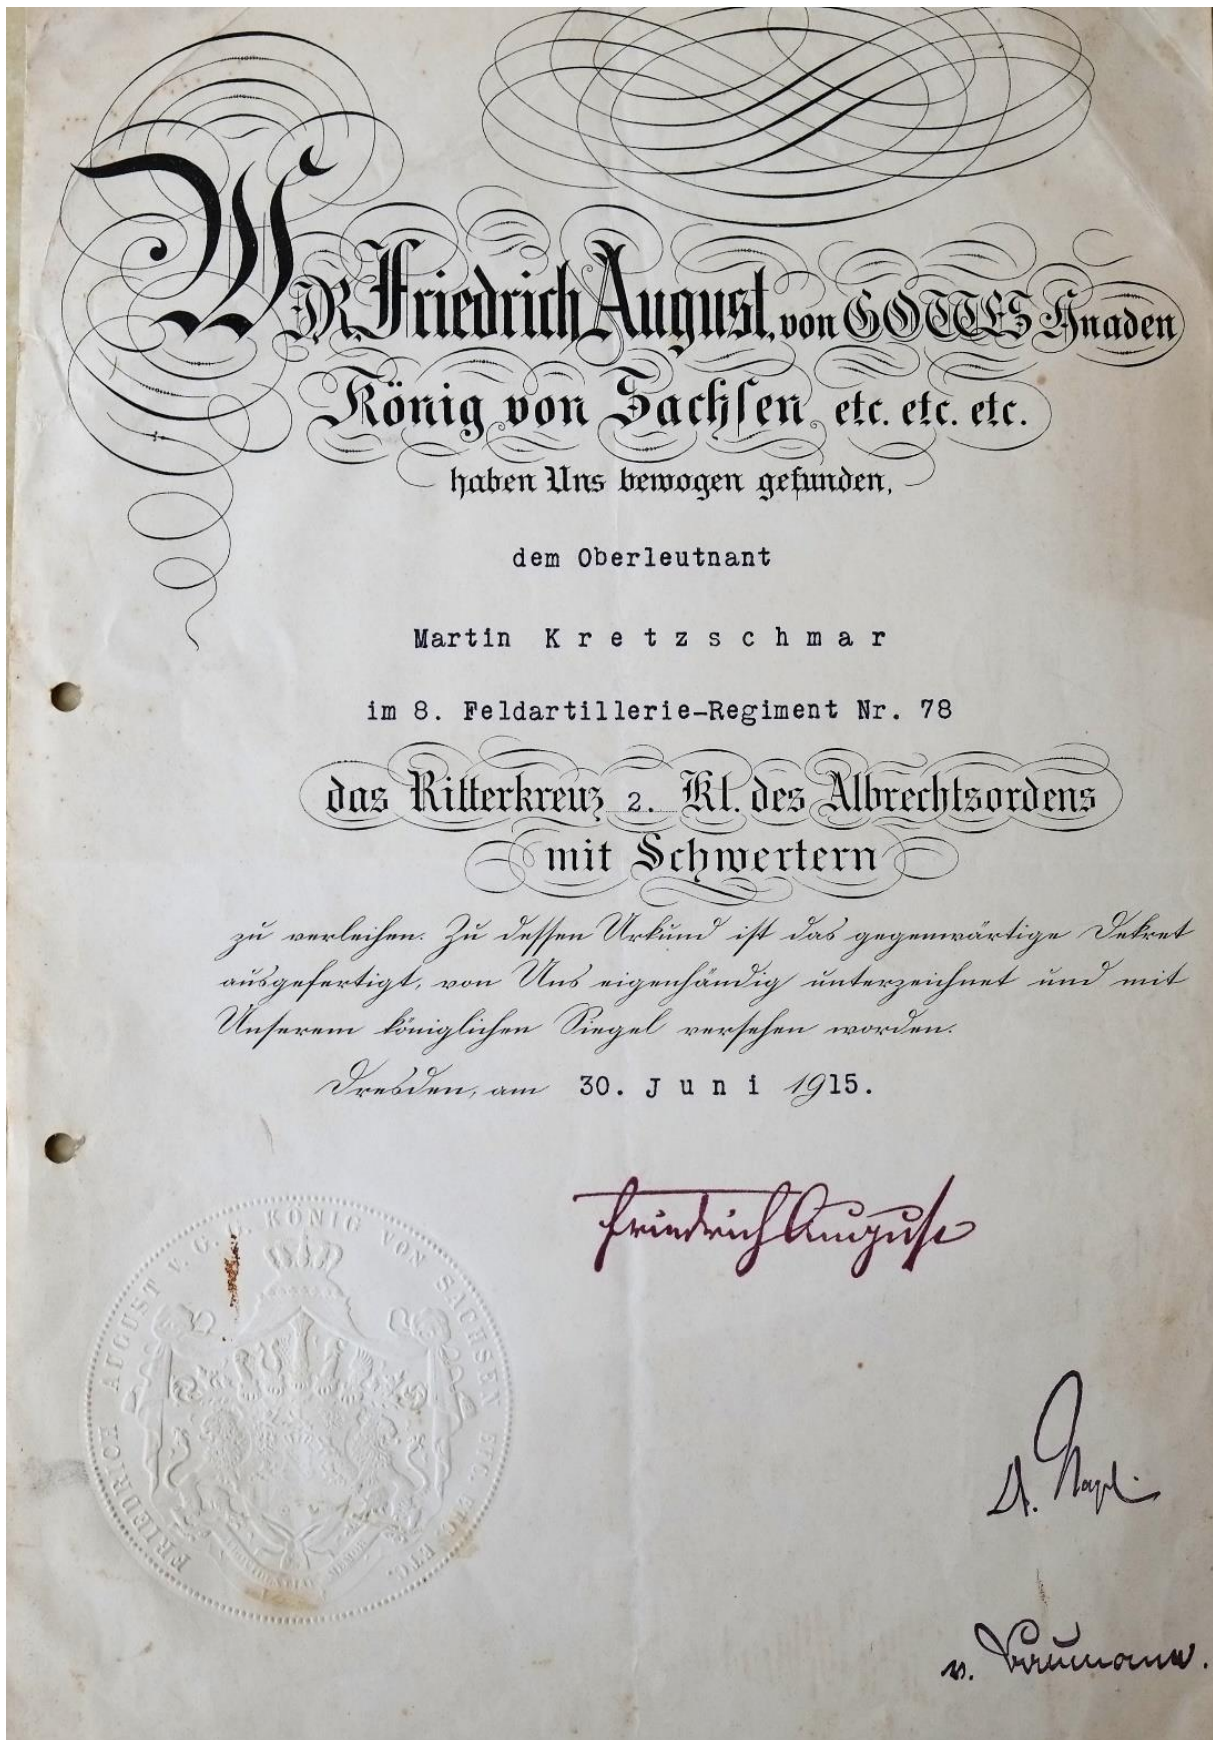 WIR, Friedrich August, von GOTTES Gnaden
König von Sachsen, etc. etc. etc.
haben Uns bewogen gefunden,
dem Oberleutnant
Martin Kretzschmar
im 8. Feldartillerie-Regiment Nr. 78
das Ritterkreuz 2. Kl. des Albrechtsordens
mit Schwertern
zu verleihen. Zu dessen Urkund ist das gegenwärtige Dekret
ausgefertigt, von Uns eigenhändig unterzeichnet und mit
Unserem königlichen Siegel versehen worden.
Dresden, am 30. Juni 1915.
Friedrich August
FRIEDRICH AUGUST V. G. G. KÖNIG VON SACHSEN ETC. ETC. ETC.
v.